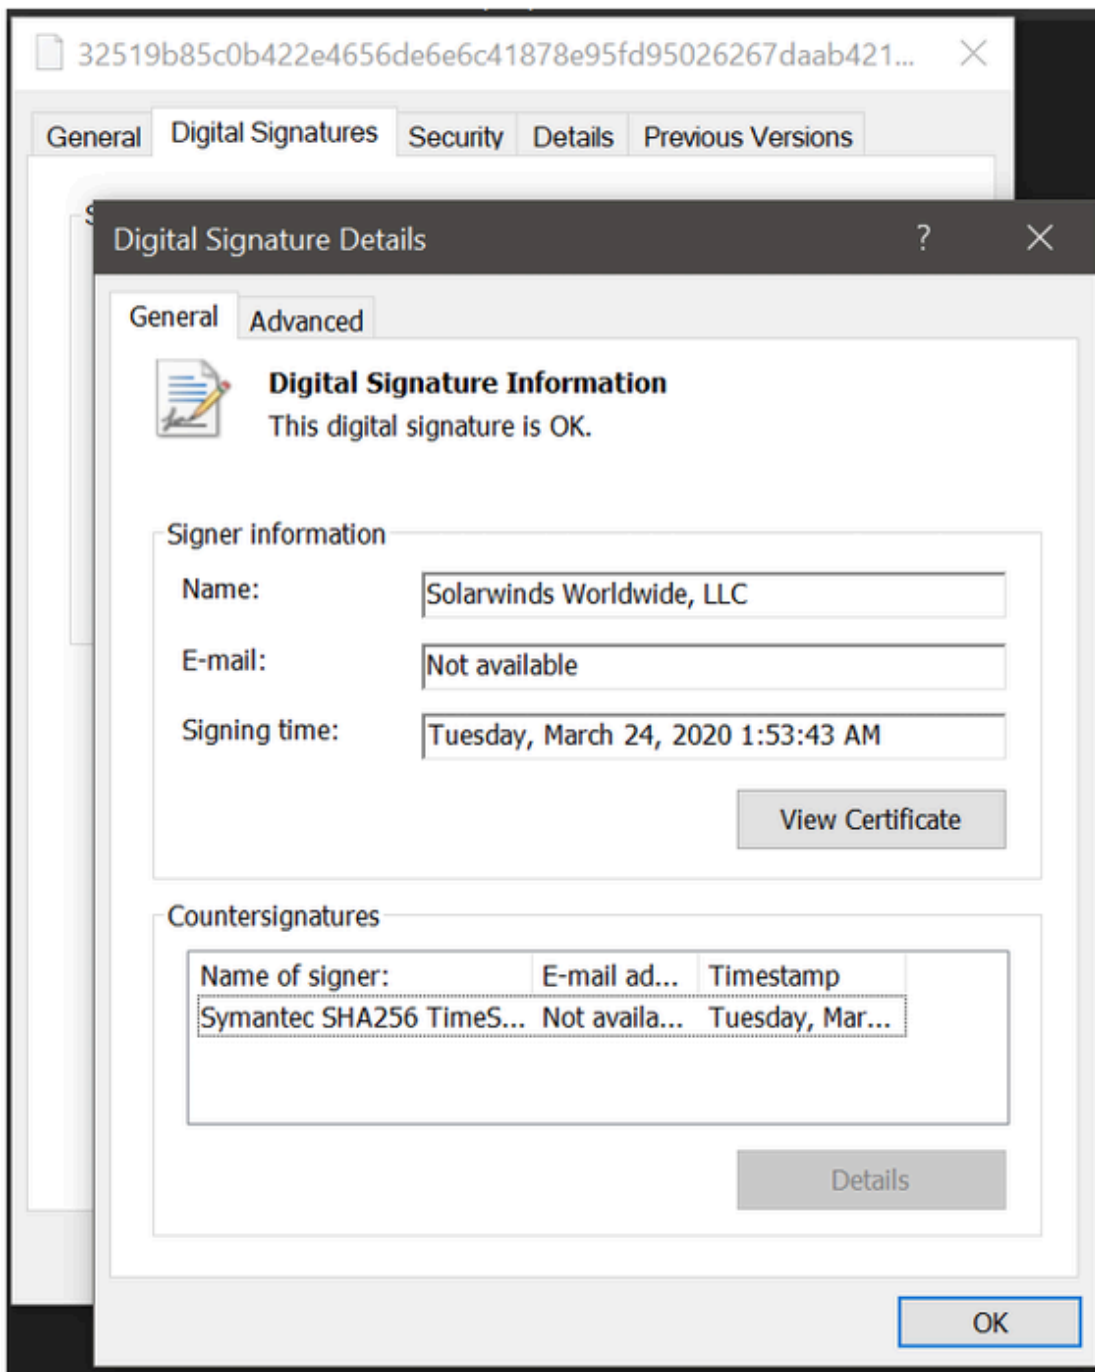 32519b85c0b422e4656de6e6c41878e95fd95026267daab421...
General Digital Signatures Security Details Previous Versions
Digital Signature Details
General Advanced
Digital Signature Information
This digital signature is OK.
Signer information
Name: Solarwinds Worldwide, LLC
E-mail: Not available
Signing time: Tuesday, March 24, 2020 1:53:43 AM
View Certificate
Countersignatures
Name of signer: E-mail ad... Timestamp
Symantec SHA256 TimeS... Not availa... Tuesday, Mar...
Details
OK